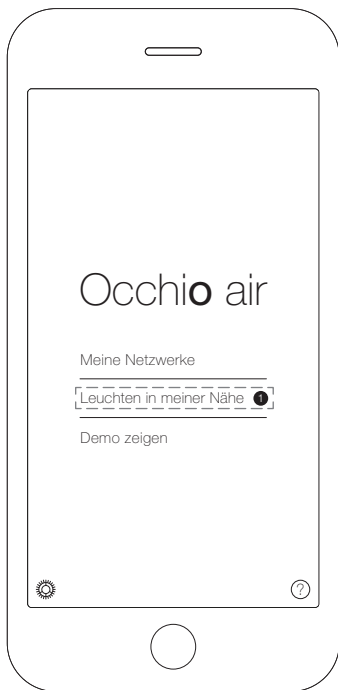 Occhio air
Meine Netzwerke
Leuchten in meiner Nähe 1
Demo zeigen
?